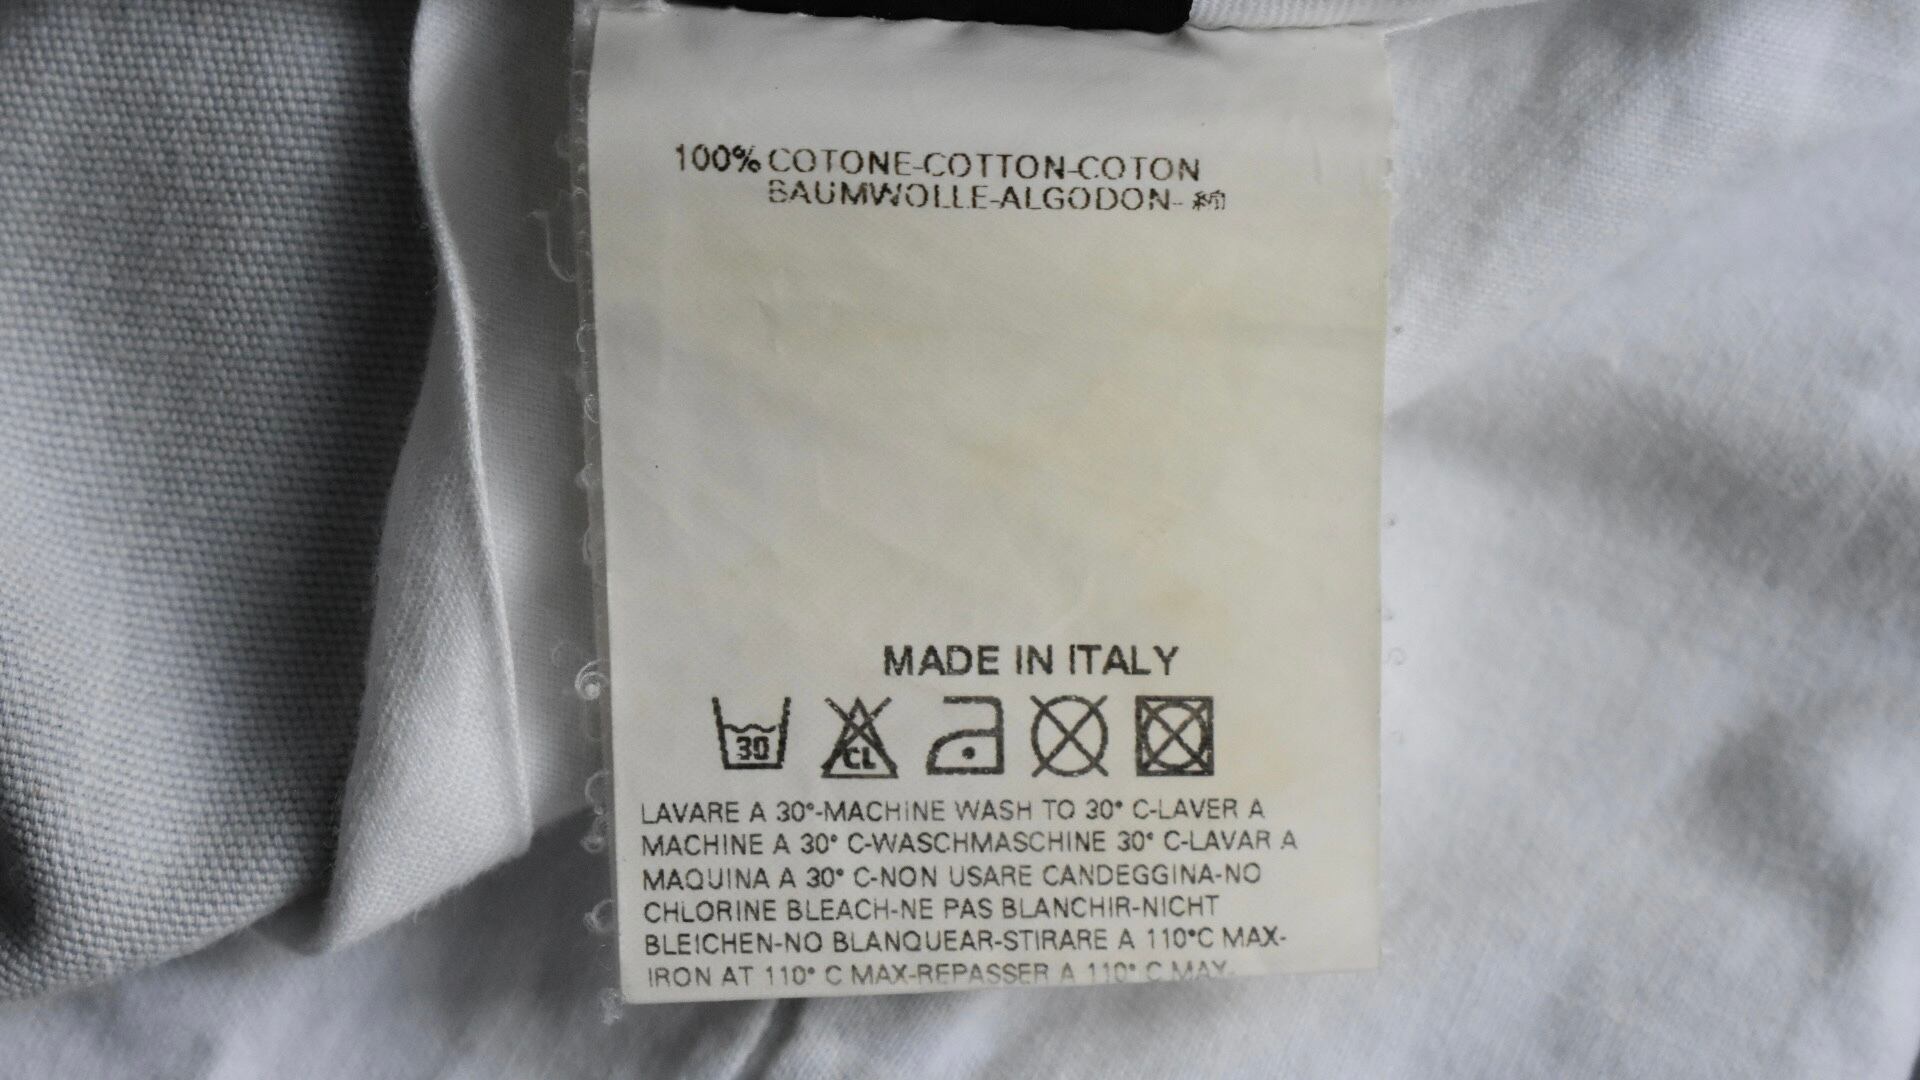 100% COTONE-COTTON-COTON
BAUMWOLLE-ALGODON- 綿
MADE IN ITALY
30 CL
LAVARE A 30°-MACHINE WASH TO 30° C-LAVER A
MACHINE A 30° C-WASCHMASCHINE 30° C-LAVAR A
MAQUINA A 30° C-NON USARE CANDEGGINA-NO
CHLORINE BLEACH-NE PAS BLANCHIR-NICHT
BLEICHEN-NO BLANQUEAR-STIRARE A 110°C MAX-
IRON AT 110° C MAX-REPASSER A 110° C MAX-